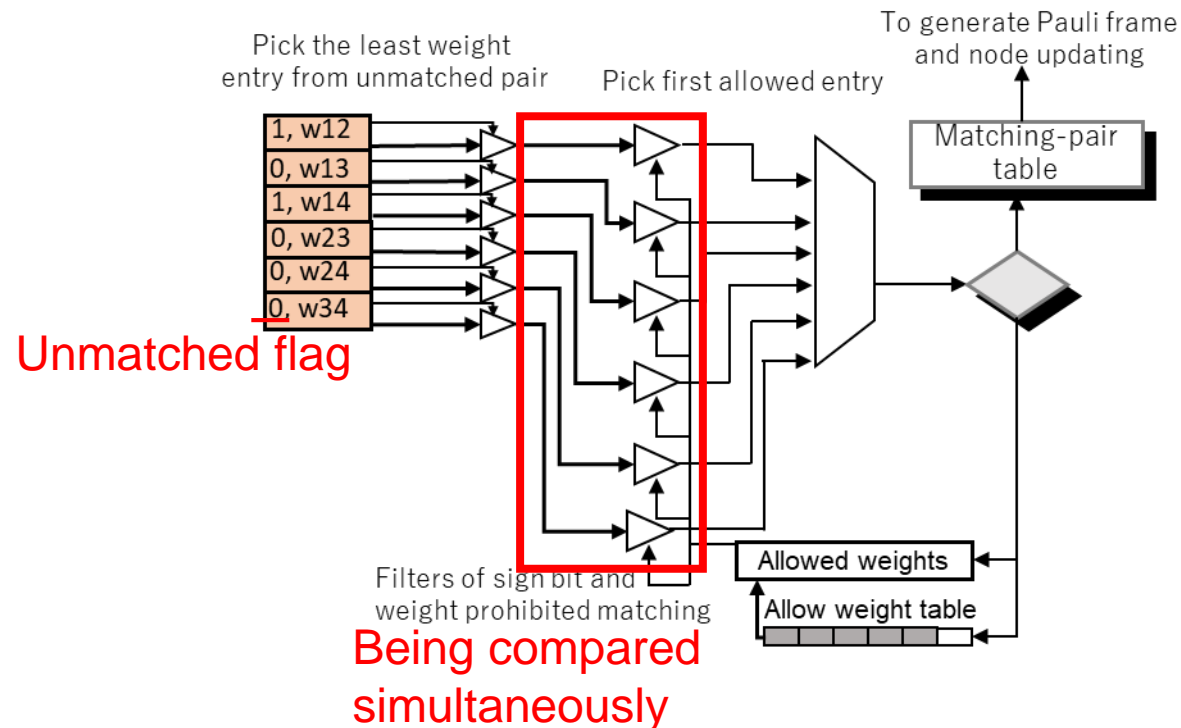 To generate Pauli frame
and node updating
Pick the least weight
entry from unmatched pair
Pick first allowed entry
1, w12
0, w13
1, w14
0, w23
0, w24
0, w34
Unmatched flag
Matching-pair
table
Allowed weights
Allow weight table
Filters of sign bit and
weight prohibited matching
Being compared
simultaneously